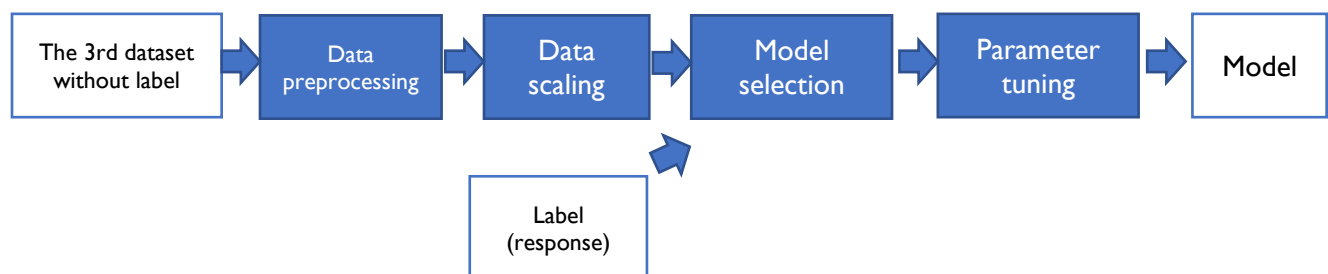 The 3rd dataset
without label
Data
preprocessing
Data
scaling
Model
selection
Parameter
tuning
Model
Label
(response)